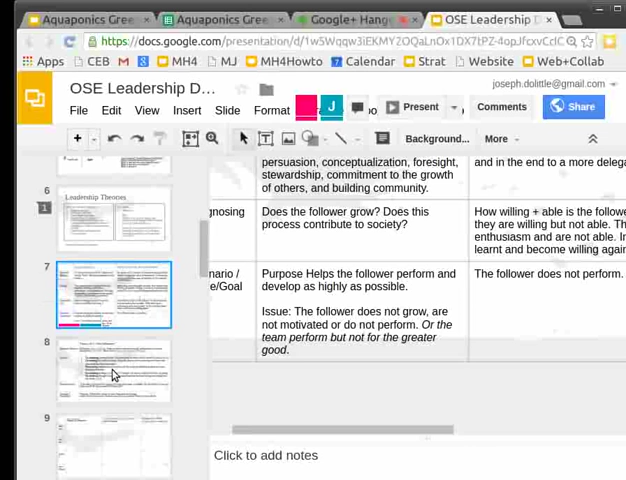 Aquaponics Gree
Aquaponics Gree
Google+ Hang
OSE Leadership D
https://docs.google.com/presentation/d/1w5Wqqw3iEKMY2OQaLnOx1DX7tPZ-4opJfcxvCclC
Apps CEB MH4 MJ MH4Howto Calendar Strat Website Web+Collab
joseph.dolittle@gmail.com
OSE Leadership D...
File Edit View Insert Slide Format
J
Present
Comments
Share
Background...
More
persuasion, conceptualization, foresight,
stewardship, commitment to the growth
of others, and building community.
and in the end to a more delega
gnosing
Does the follower grow? Does this
process contribute to society?
How willing + able is the followe
they are willing but not able. Th
enthusiasm and are not able. In
learnt and become willing again
nario /
e/Goal
Purpose Helps the follower perform and
develop as highly as possible.
Issue: The follower does not grow, are
not motivated or do not perform. Or the
team perform but not for the greater
good.
The follower does not perform.
6
1
Leadership Theories
7
8
9
Click to add notes